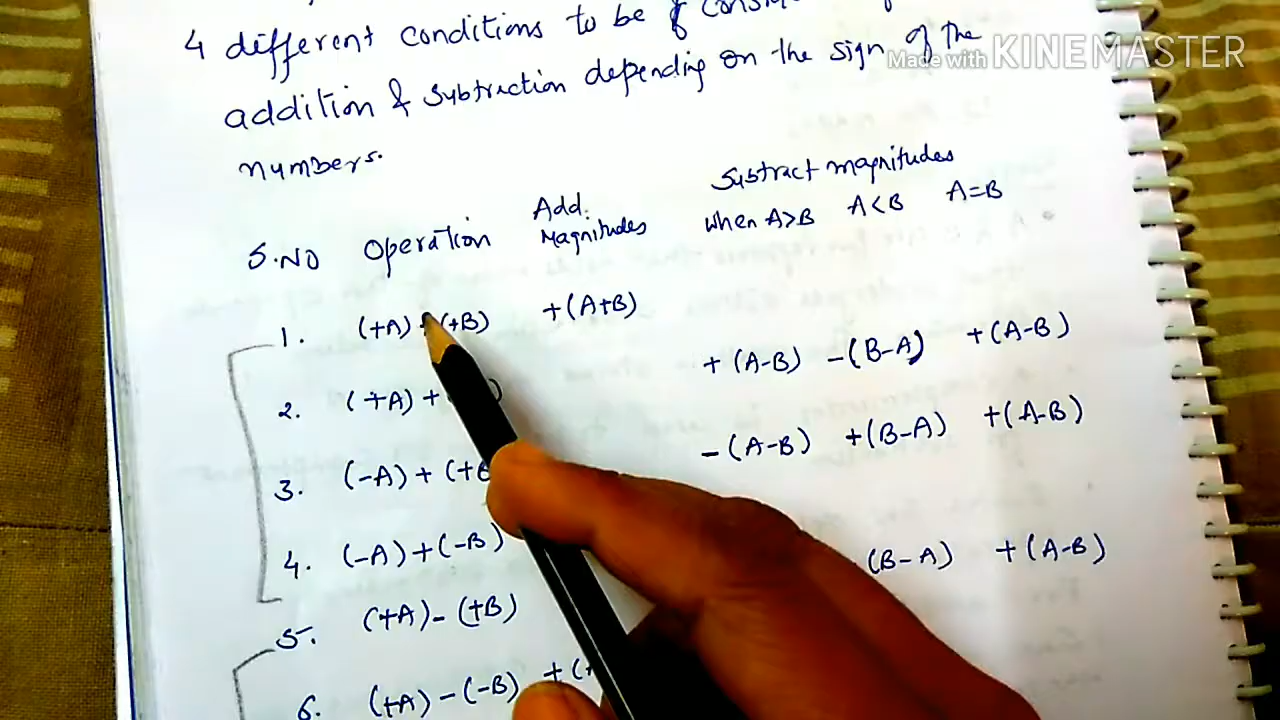 4 different conditions to be
addition & Subtraction depending on the sign of the
Made with KINEMASTER
numbers.
Subtract magnitudes
S.NO Operation Add. Magnitudes When A>B A<B A=B
1. (+A) + (+B) +(A+B)
2. (+A) + +(A-B) -(B-A) +(A-B)
3. (-A) + (+B -(A-B) +(B-A) +(A-B)
4. (-A)+(-B)
5. (+A)-(+B) (B-A) +(A-B)
6. (+A)-(-B) +(